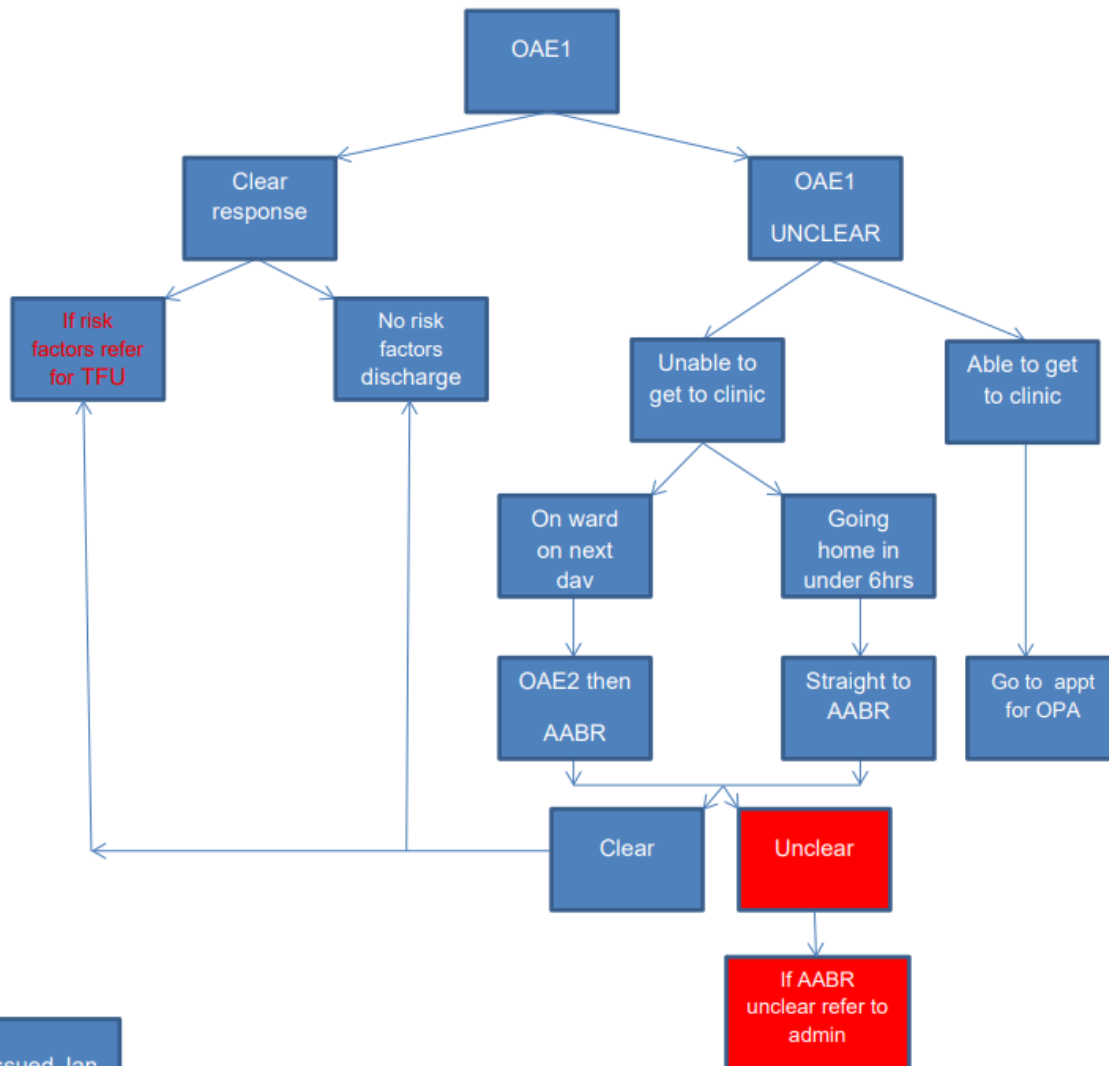 OAE1
Clear
response
OAE1
UNCLEAR
If risk
factors refer
for TFU
No risk
factors
discharge
Unable to
get to clinic
Able to get
to clinic
On ward
on next
Going
home in
under 6hrs
OAE2 then
AABR
Straight to
AABR
Go to appt
for OPA
Clear
Unclear
If AABR
unclear refer to
admin